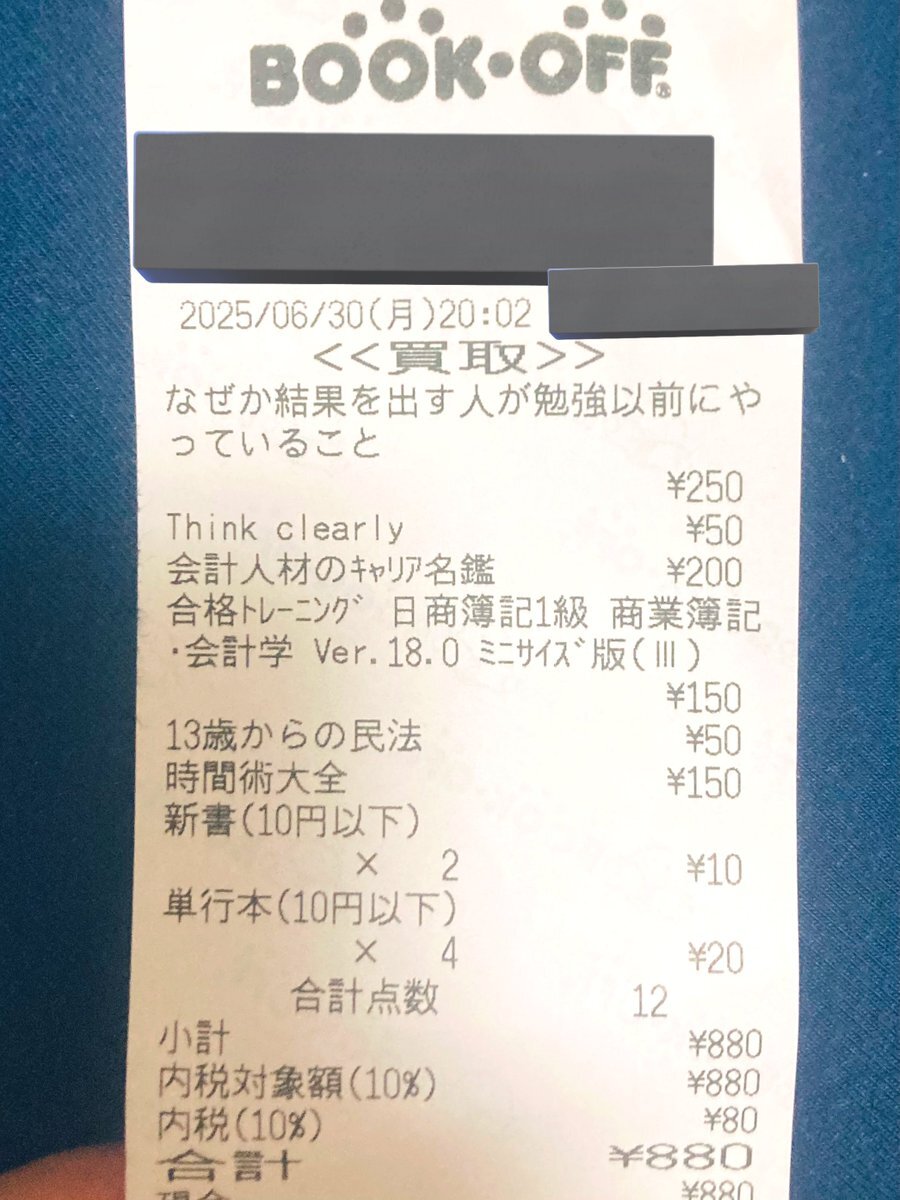 BOOK・OFF®
2025/06/30(月)20:02
<<買取>>
なぜか結果を出す人が勉強以前にや
っていること
¥250
Think clearly ¥50
会計人材のｷｬﾘｱ名鑑 ¥200
合格ﾄﾚｰﾆﾝｸﾞ 日商簿記1級 商業簿記
・会計学 Ver.18.0 ﾐﾆｻｲｽﾞ版(Ⅲ)
¥150
13歳からの民法 ¥50
時間術大全 ¥150
新書(10円以下)
× 2 ¥10
単行本(10円以下)
× 4 ¥20
合計点数 12
小計 ¥880
内税対象額(10%) ¥880
内税(10%) ¥80
合計 ¥880
現金 ¥880